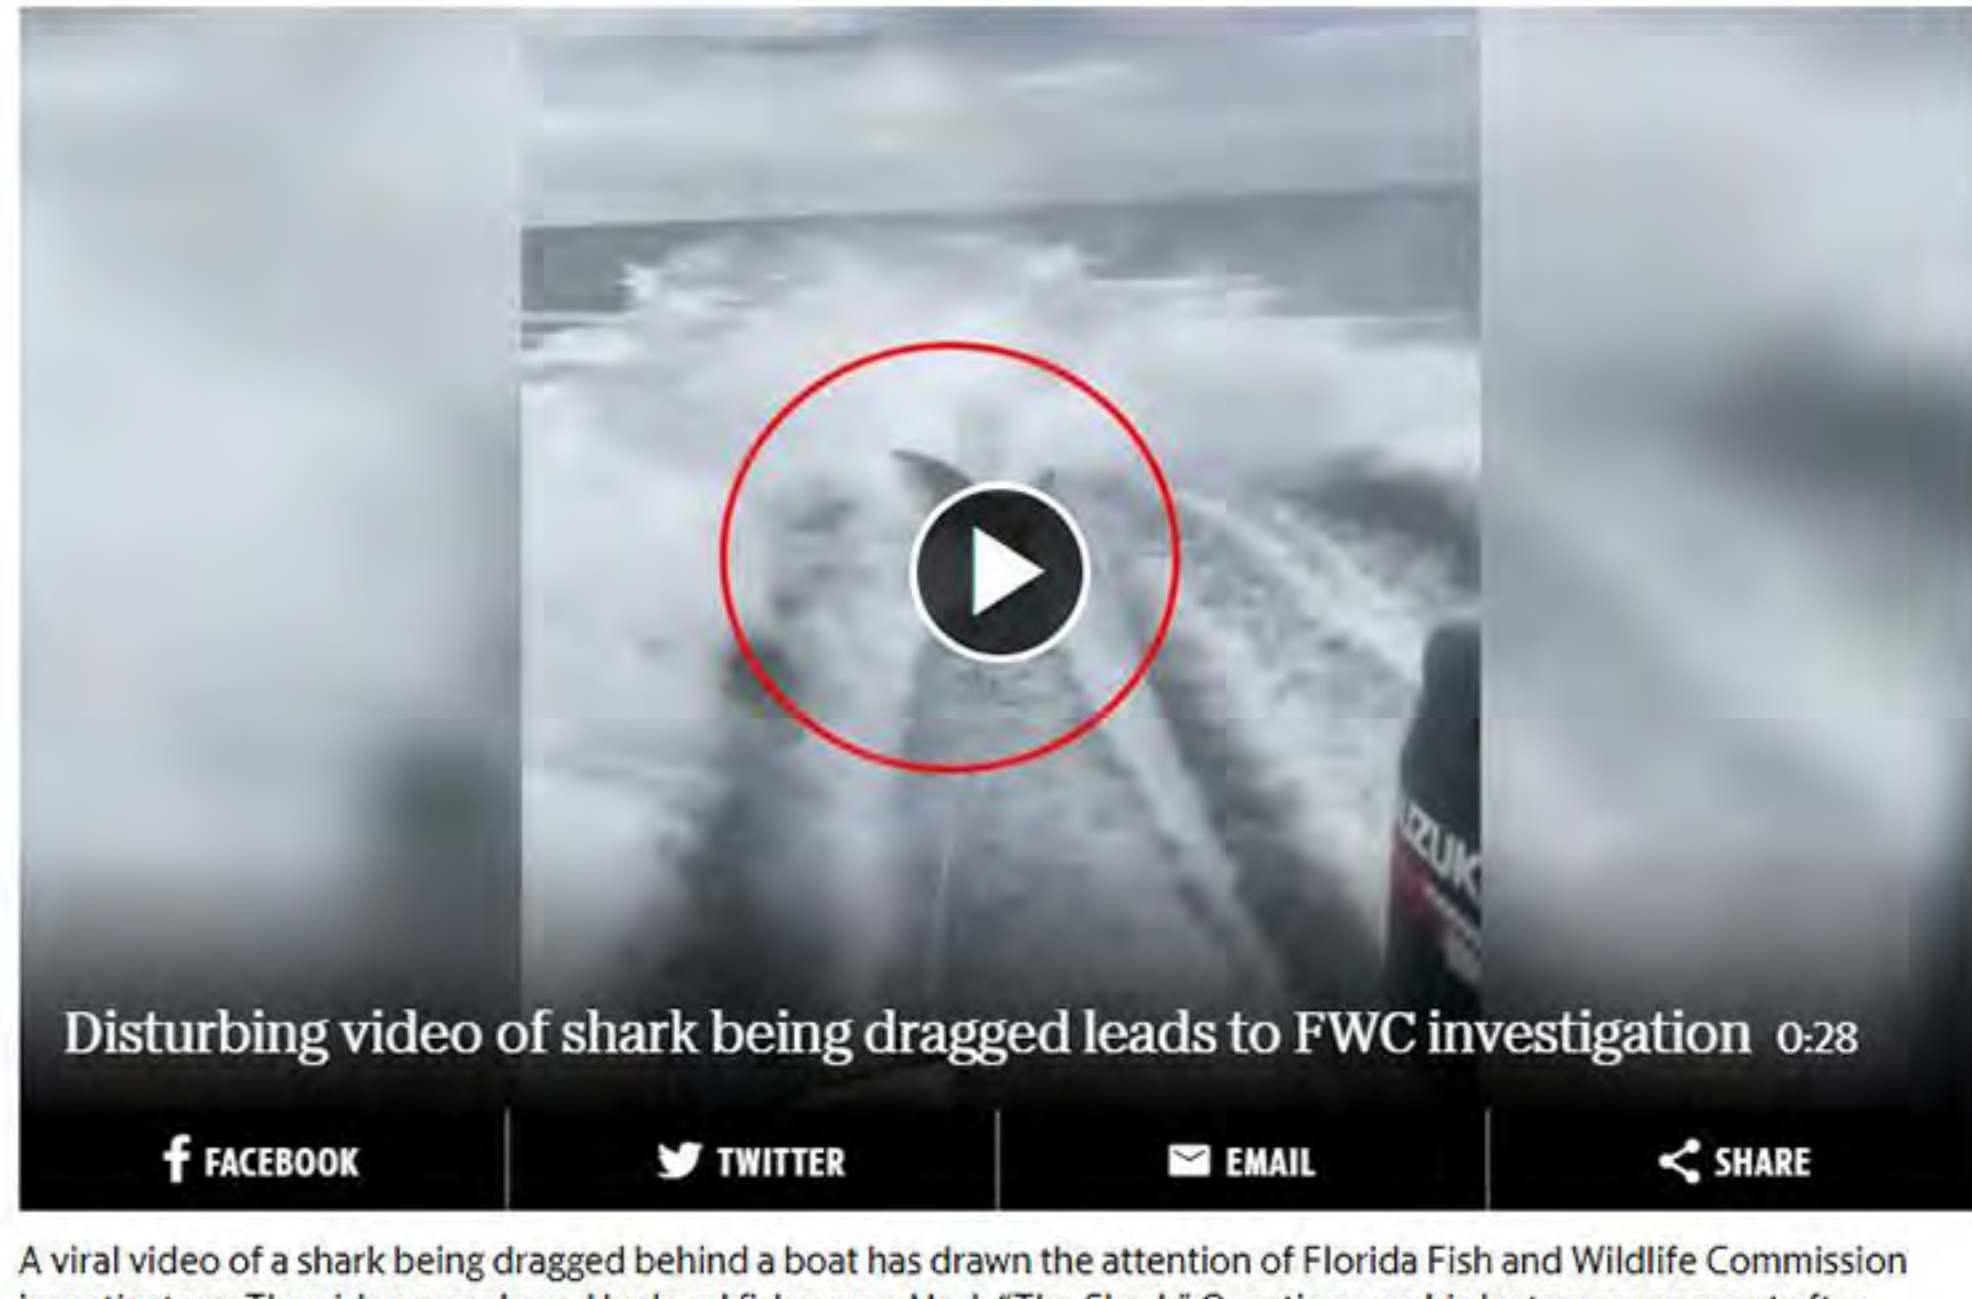 UZUK
Disturbing video of shark being dragged leads to FWC investigation 0:28
FACEBOOK TWITTER EMAIL SHARE
A viral video of a shark being dragged behind a boat has drawn the attention of Florida Fish and Wildlife Commission